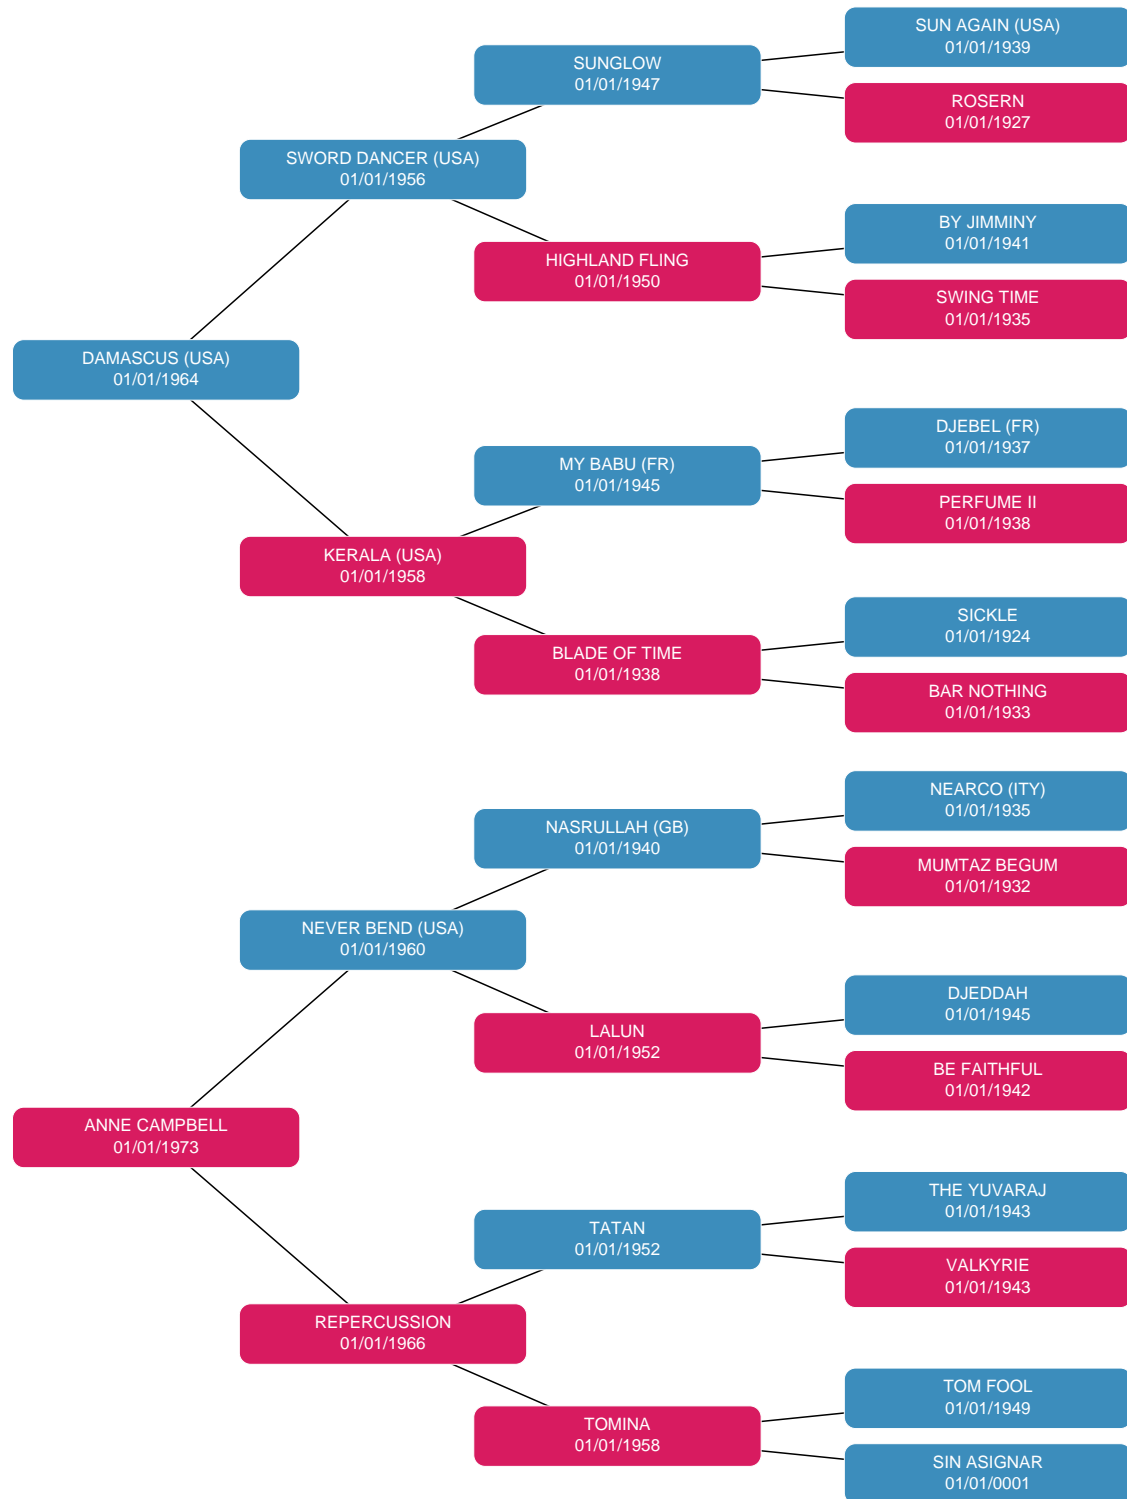 SUN AGAIN (USA)
01/01/1939
SUNGLOW
01/01/1947
ROSERN
01/01/1927
SWORD DANCER (USA)
01/01/1956
BY JIMMINY
01/01/1941
HIGHLAND FLING
01/01/1950
SWING TIME
01/01/1935
DAMASCUS (USA)
01/01/1964
DJEBEL (FR)
01/01/1937
MY BABU (FR)
01/01/1945
PERFUME II
01/01/1938
KERALA (USA)
01/01/1958
SICKLE
01/01/1924
BLADE OF TIME
01/01/1938
BAR NOTHING
01/01/1933
NEARCO (ITY)
01/01/1935
NASRULLAH (GB)
01/01/1940
MUMTAZ BEGUM
01/01/1932
NEVER BEND (USA)
01/01/1960
DJEDDAH
01/01/1945
LALUN
01/01/1952
BE FAITHFUL
01/01/1942
ANNE CAMPBELL
01/01/1973
THE YUVARAJ
01/01/1943
TATAN
01/01/1952
VALKYRIE
01/01/1943
REPERCUSSION
01/01/1966
TOM FOOL
01/01/1949
TOMINA
01/01/1958
SIN ASIGNAR
01/01/0001